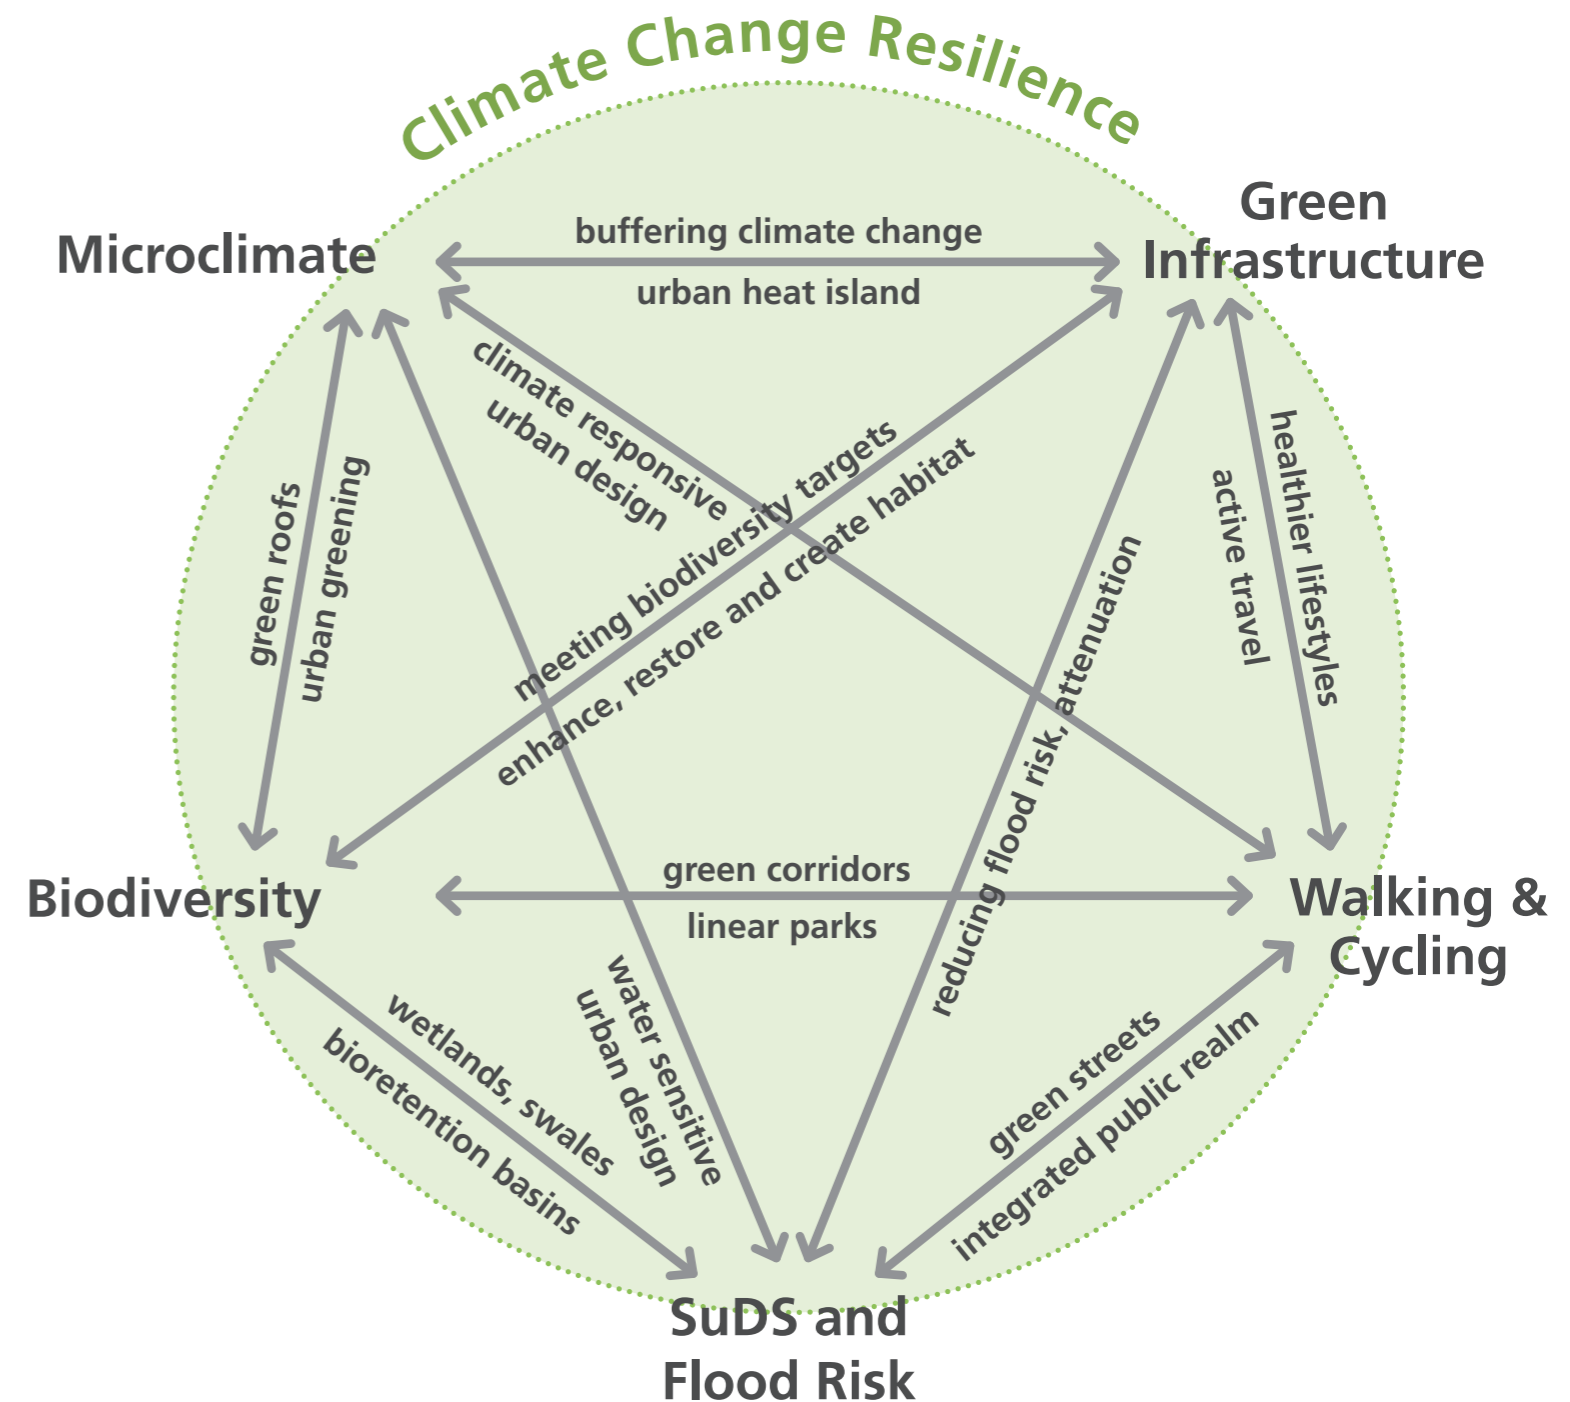 Climate Change Resilience
Green
Infrastructure
Microclimate
buffering climate change
urban heat island
climate responsive
urban design
meeting biodiversity targets
enhance, restore and create habitat
healthier lifestyles
active travel
green roofs
urban greening
reducing flood risk, attenuation
Biodiversity
green corridors
linear parks
Walking &
Cycling
water sensitive
urban design
wetlands, swales
bioretention basins
green streets
integrated public realm
SuDS and
Flood Risk